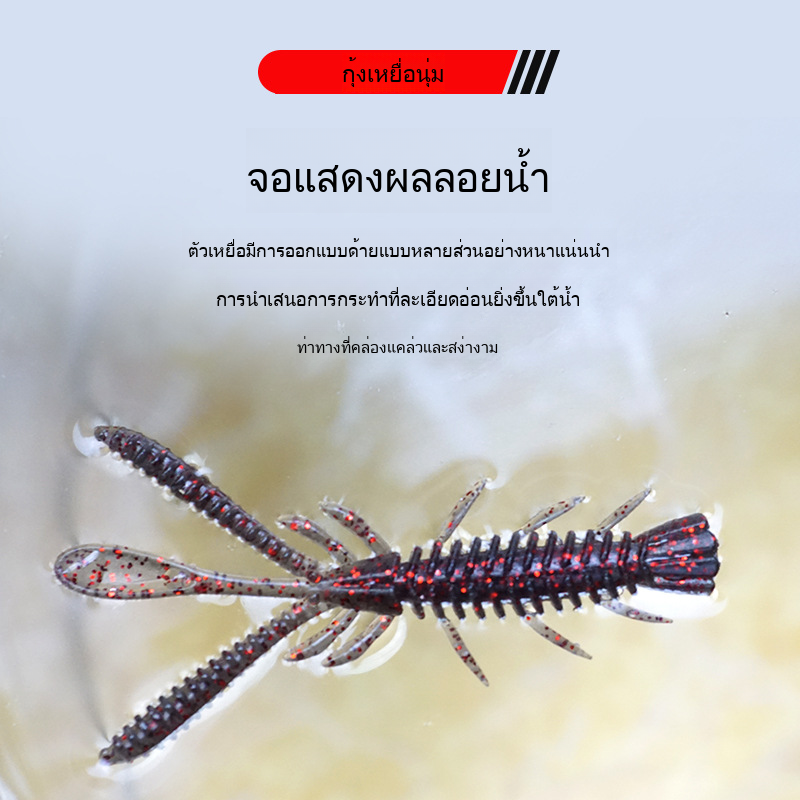 กุ้งเหยื่อนุ่ม
จอแสดงผลลอยน้ำ
ตัวเหยื่อมีการออกแบบด้ายแบบหลายส่วนอย่างหนาแน่นนำ
การนำเสนอการกระทำที่ละเอียดอ่อนยิ่งขึ้นใต้น้ำ
ท่าทางที่คล่องแคล่วและสง่างาม